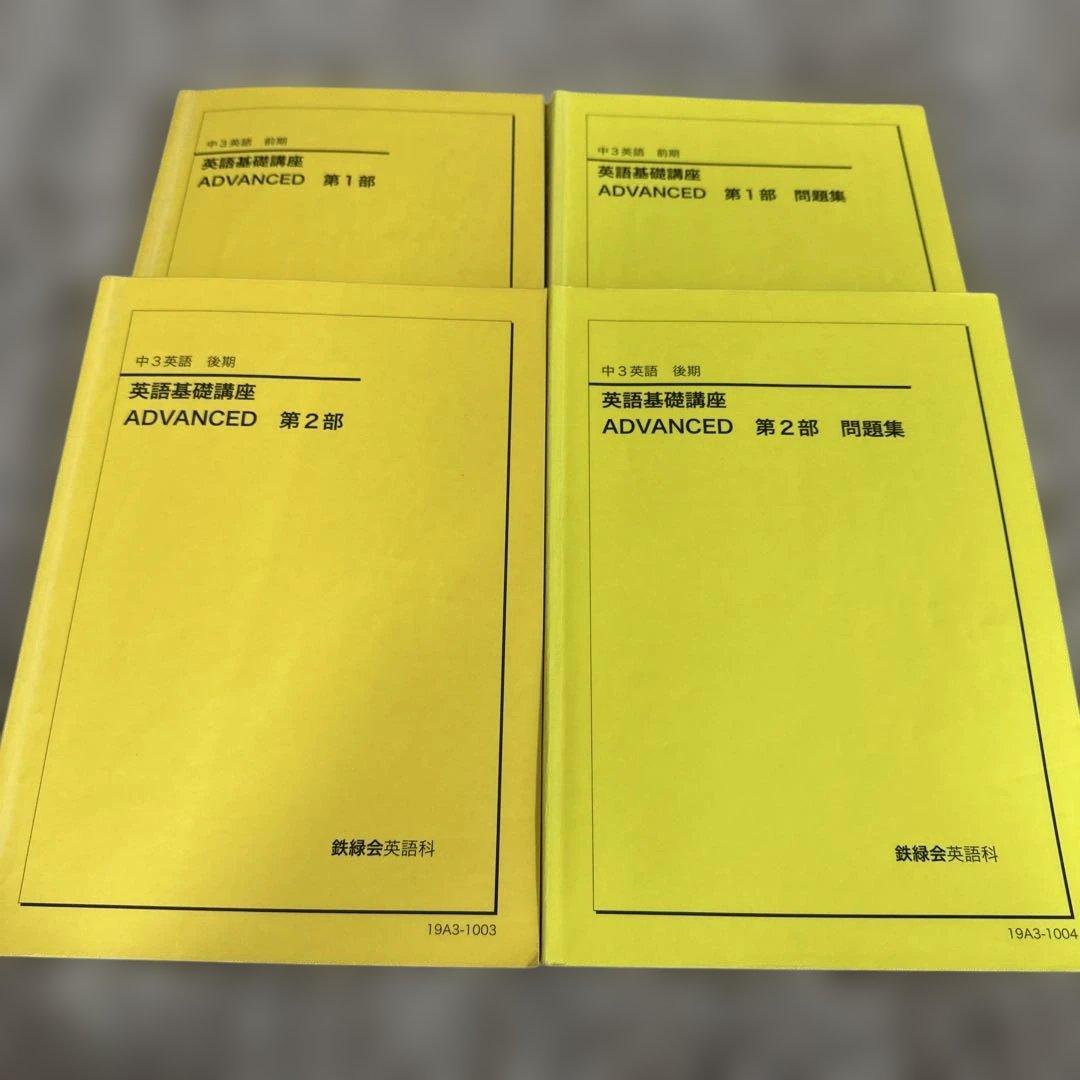 中3英語 前期
英語基礎講座
ADVANCED 第1部
中3英語 前期
英語基礎講座
ADVANCED 第1部 問題集
中3英語 後期
英語基礎講座
ADVANCED 第2部
鉄緑会英語科
19A3-1003
中3英語 後期
英語基礎講座
ADVANCED 第2部 問題集
鉄緑会英語科
19A3-1004